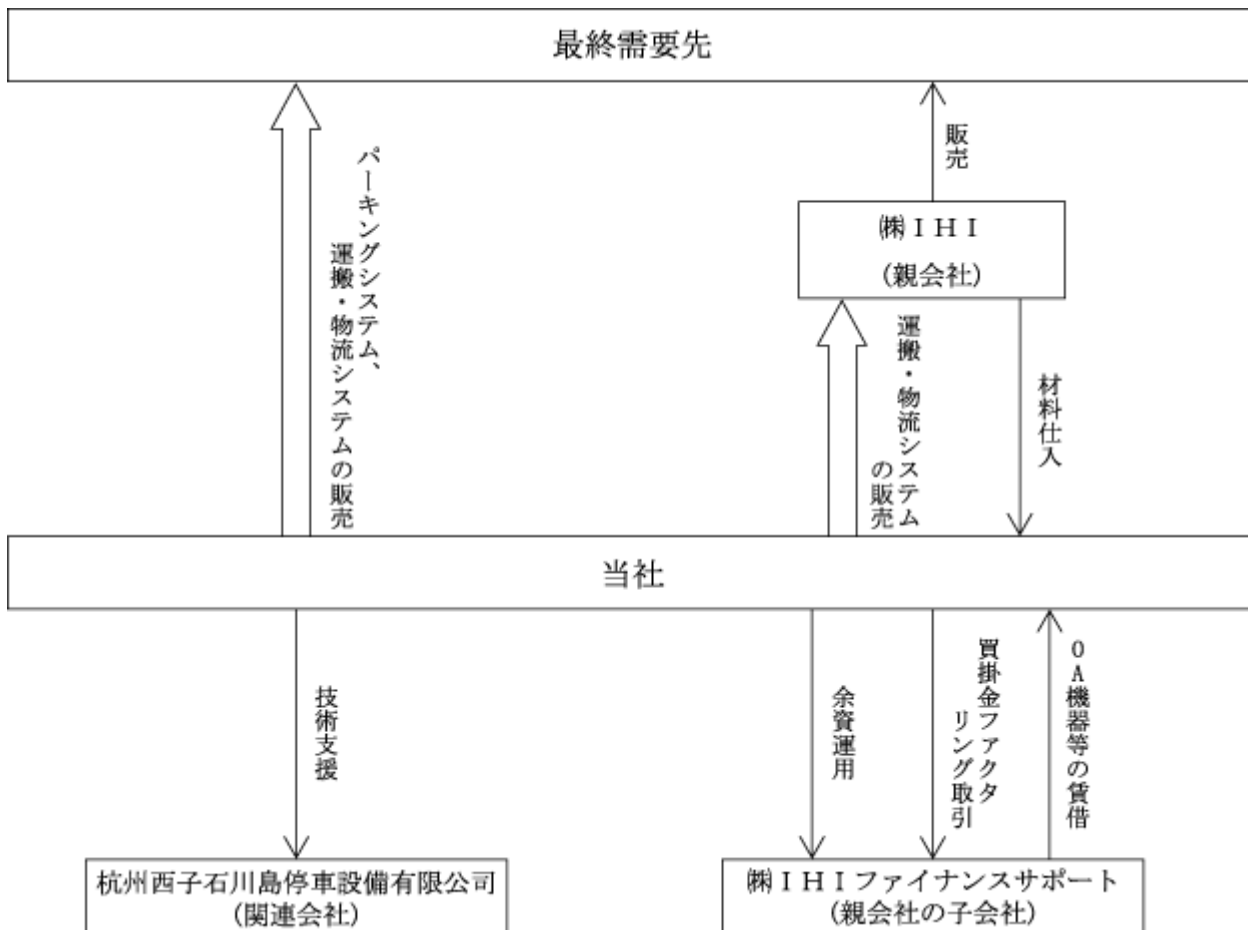 最終需要先
パーキングシステム、
運搬・物流システムの販売
販売
㈱ＩＨＩ
(親会社)
運搬・物流システム
の販売
材料仕入
当社
技術支援
余資運用
買掛金ファクタ
リング取引
OA機器等の賃借
杭州西子石川島停車設備有限公司
(関連会社)
㈱ＩＨＩファイナンスサポート
(親会社の子会社)